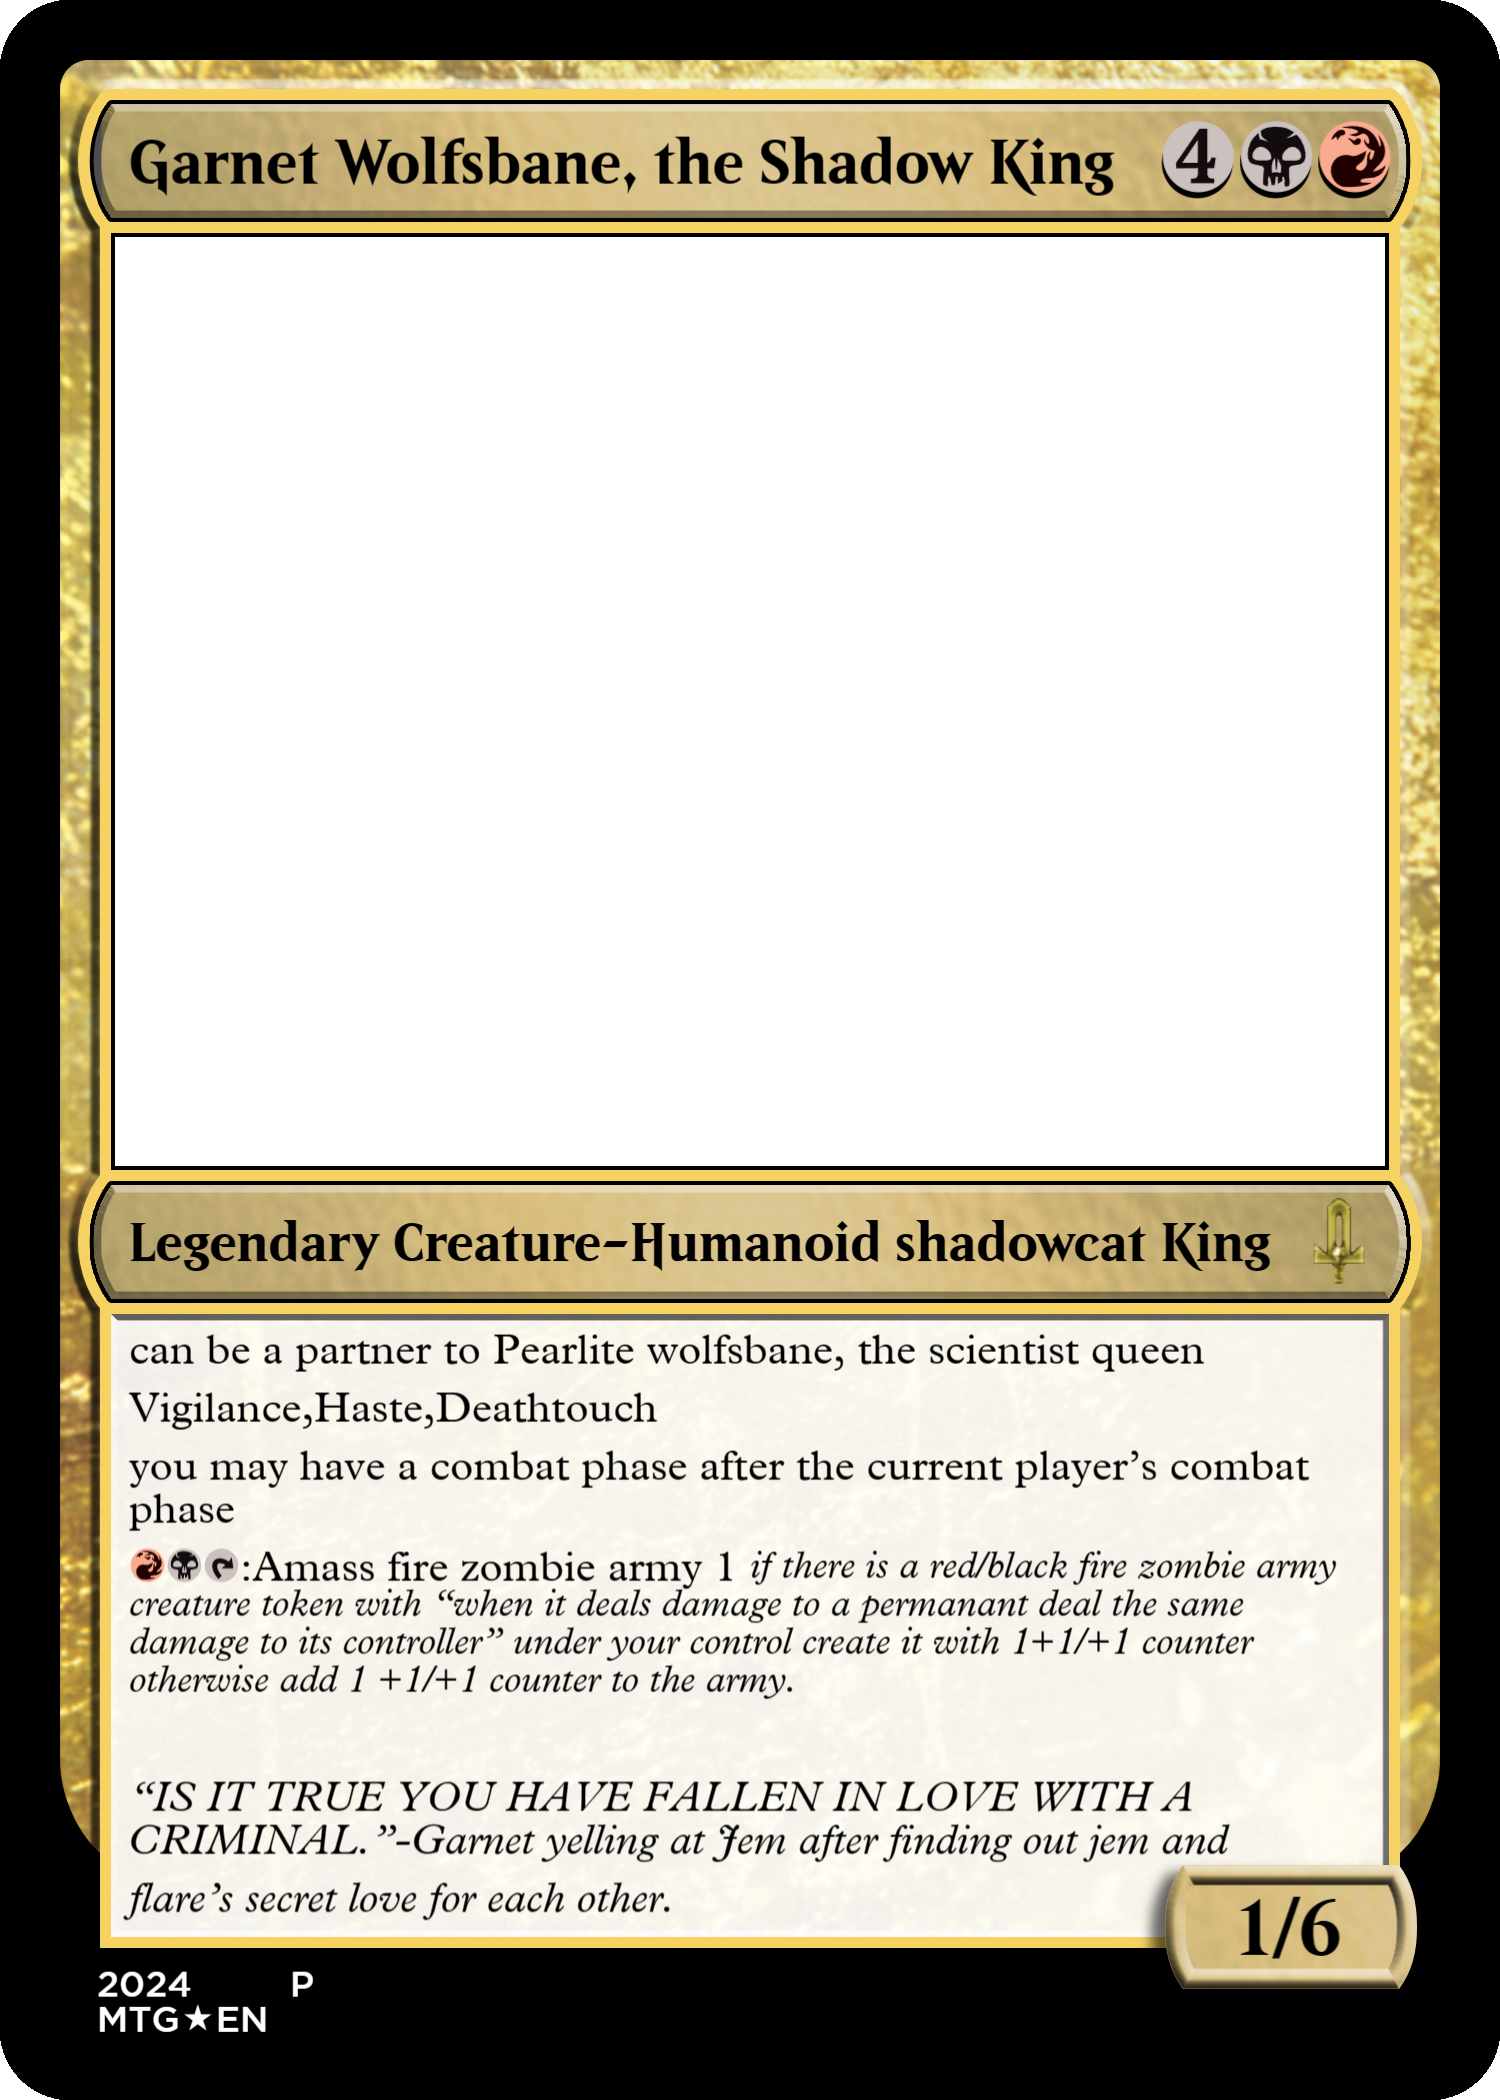 Garnet Wolfsbane, the Shadow King 4
Legendary Creature-Humanoid shadowcat King
can be a partner to Pearlite wolfsbane, the scientist queen
Vigilance,Haste,Deathtouch
you may have a combat phase after the current player's combat
phase
:Amass fire zombie army 1 if there is a red/black fire zombie army
creature token with “when it deals damage to a permanant deal the same
damage to its controller” under your control create it with 1+1/+1 counter
otherwise add 1 +1/+1 counter to the army.
“IS IT TRUE YOU HAVE FALLEN IN LOVE WITH A
CRIMINAL.”-Garnet yelling at Jem after finding out jem and
flare's secret love for each other.
1/6
2024 P
MTG★EN